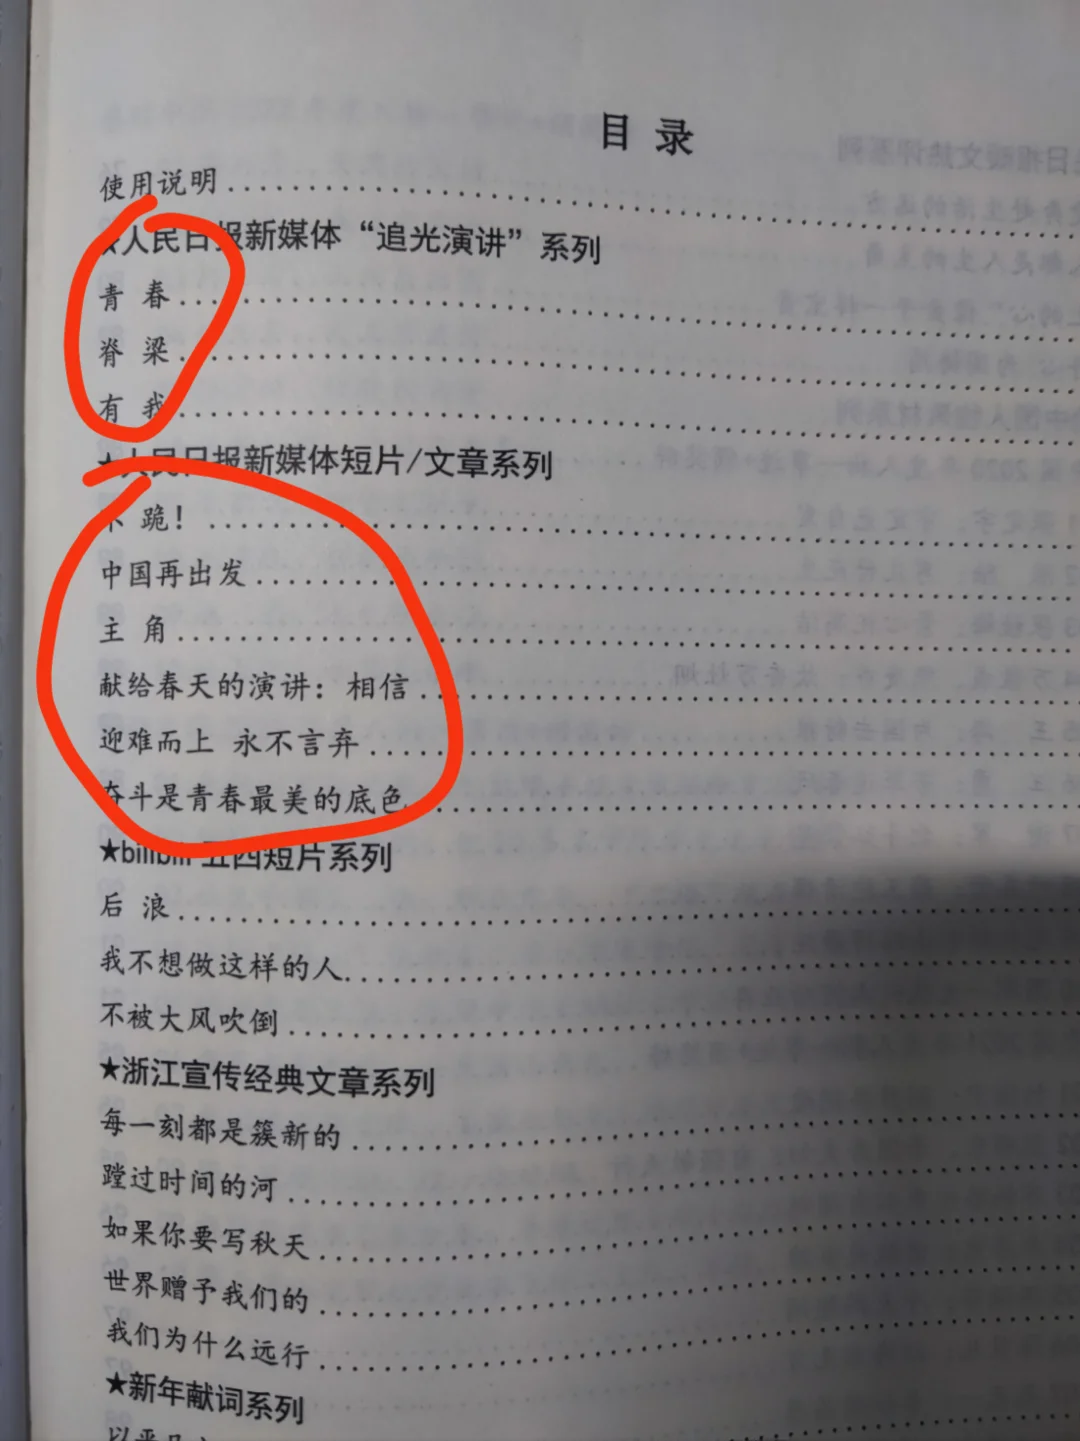 目 录
使用说明
人民日报新媒体“追光演讲”系列
青 春
脊 梁
有 我
★人民日报新媒体短片/文章系列
不 跪！
中国再出发
主 角
献给春天的演讲：相信
迎难而上 永不言弃
奋斗是青春最美的底色
★bilibili 五四短片系列
后 浪
我不想做这样的人
不被大风吹倒
★浙江宣传经典文章系列
每一刻都是簇新的
蹚过时间的河
如果你要写秋天
世界赠予我们的
我们为什么远行
★新年献词系列